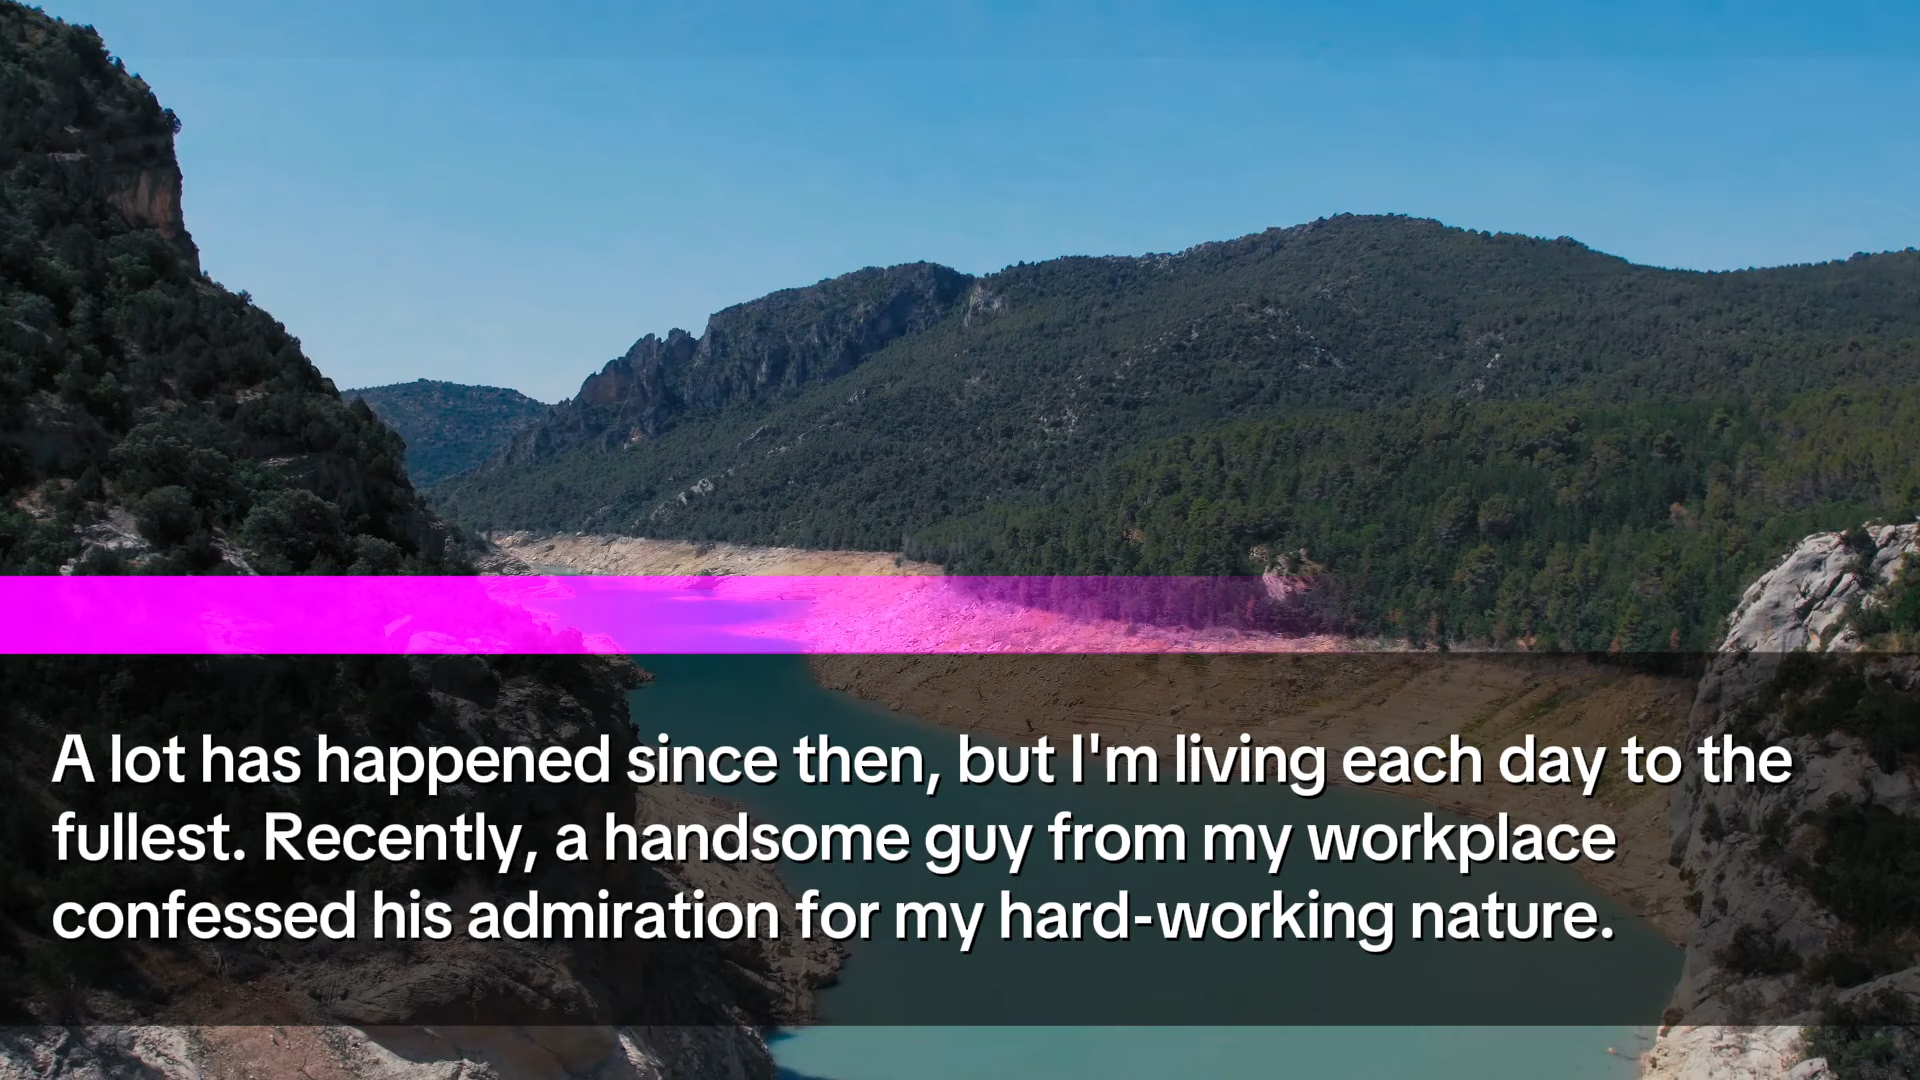 A lot has happened since then, but I'm living each day to the
fullest. Recently, a handsome guy from my workplace
confessed his admiration for my hard-working nature.